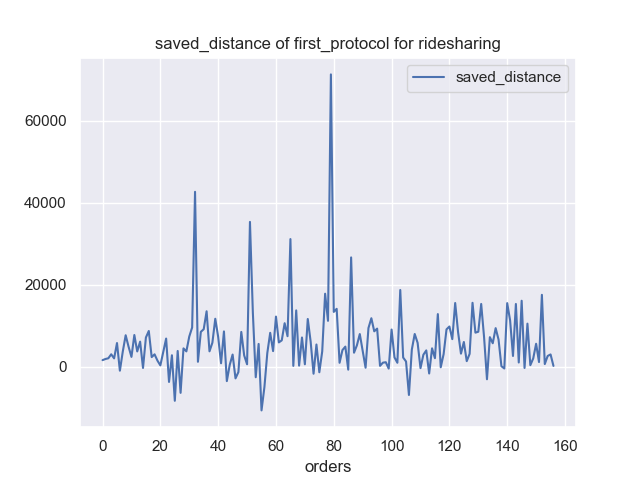 saved_distance of first_protocol for ridesharing
saved_distance
60000
40000
20000
0
0 20 40 60 80 100 120 140 160
orders